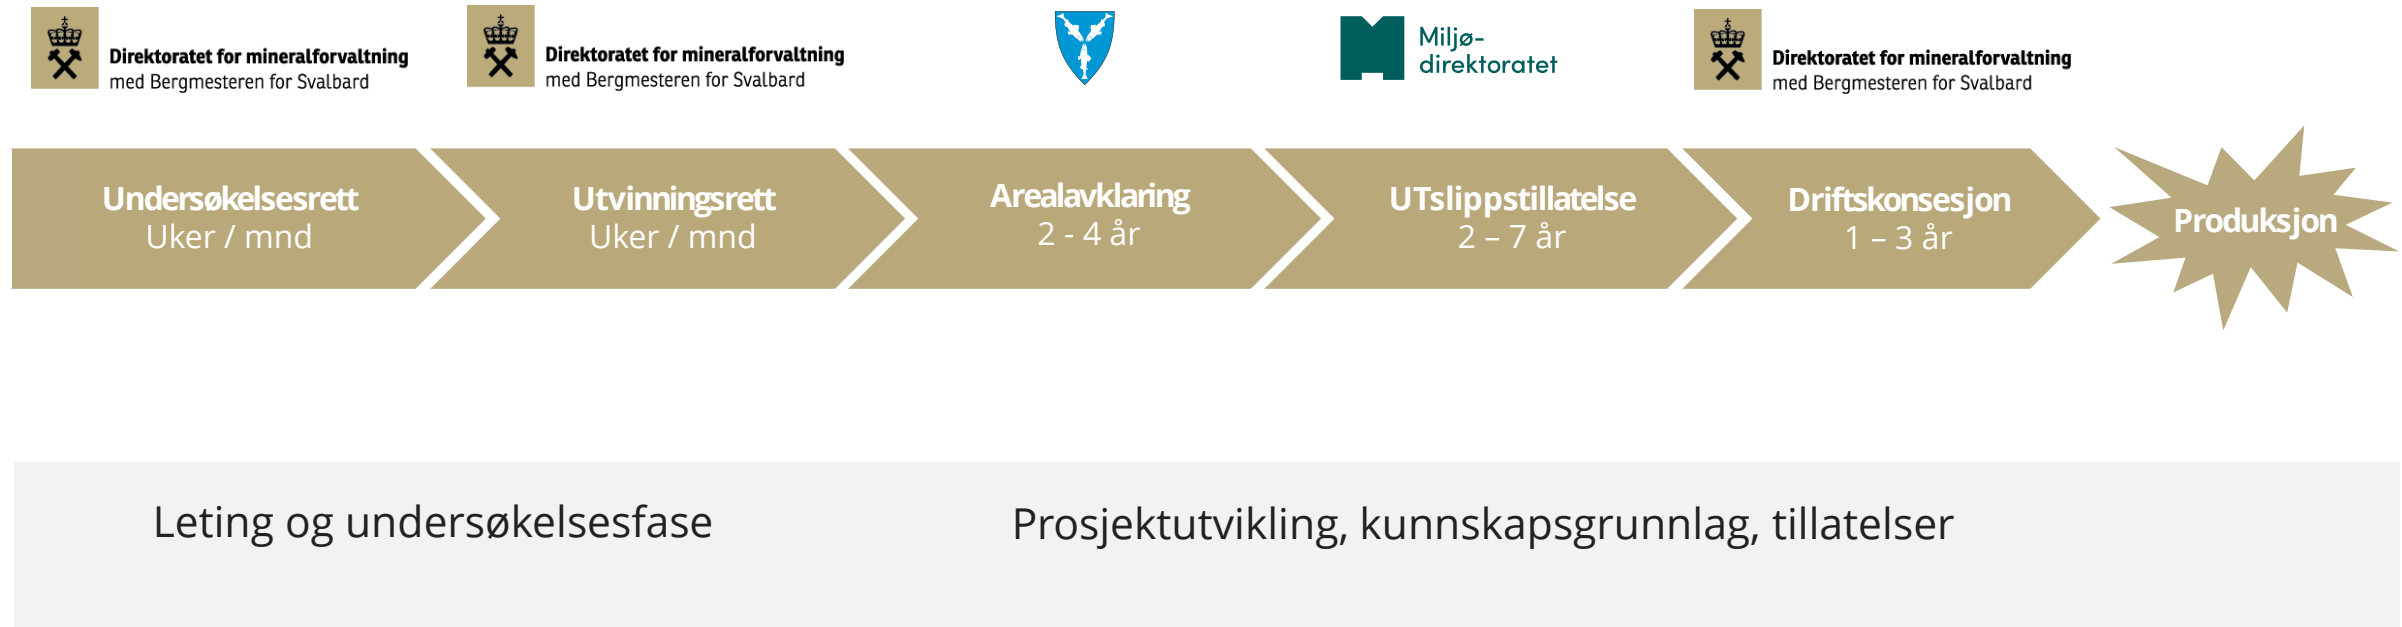 Direktoratet for mineralforvaltning
med Bergmesteren for Svalbard
Direktoratet for mineralforvaltning
med Bergmesteren for Svalbard
Miljø-
direktoratet
Direktoratet for mineralforvaltning
med Bergmesteren for Svalbard
Undersøkelsesrett
Uker / mnd
Utvinningsrett
Uker / mnd
Arealavklaring
2 - 4 år
UTslippstillatelse
2 – 7 år
Driftskonsesjon
1 – 3 år
Produksjon
Leting og undersøkelsesfase
Prosjektutvikling, kunnskapsgrunnlag, tillatelser